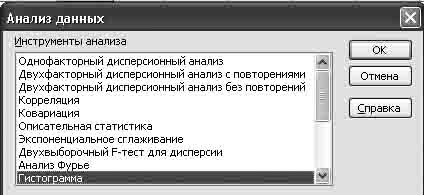 Анализ данных
Инструменты анализа
Однофакторный дисперсионный анализ
Двухфакторный дисперсионный анализ с повторениями
Двухфакторный дисперсионный анализ без повторений
Корреляция
Ковариация
Описательная статистика
Экспоненциальное сглаживание
Двухвыборочный F-тест для дисперсии
Анализ Фурье
Гистограмма
OK
Отмена
Справка